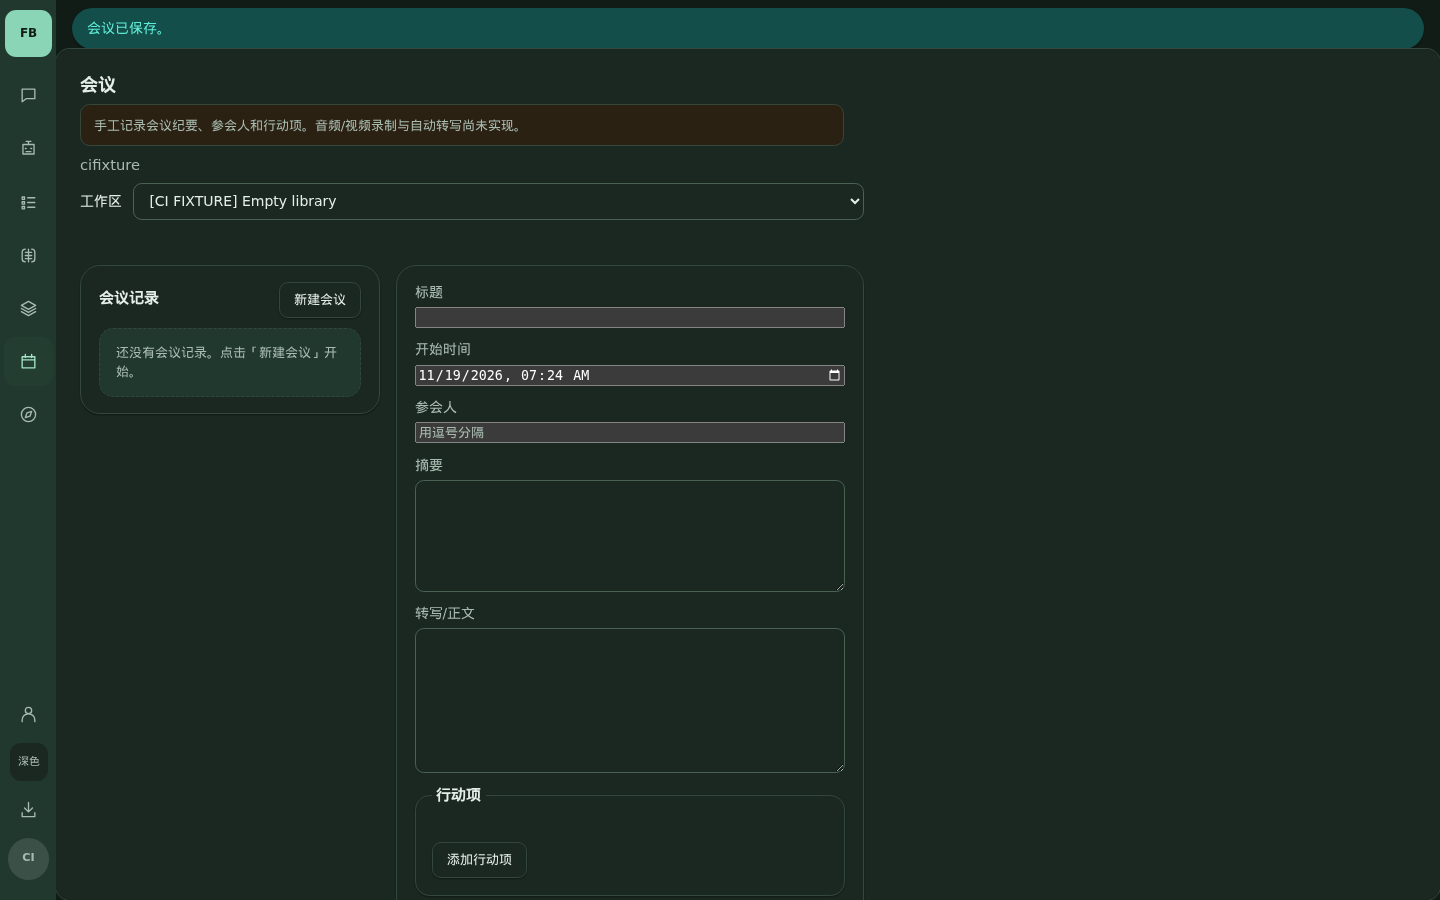 FB
会议已保存。
会议
手工记录会议纪要、参会人和行动项。音频/视频录制与自动转写尚未实现。
cifixture
工作区
[CI FIXTURE] Empty library
会议记录
新建会议
还没有会议记录。点击「新建会议」开
始。
标题
开始时间
11/19/2026, 07:24 AM
参会人
用逗号分隔
摘要
转写/正文
行动项
添加行动项
深色
CI